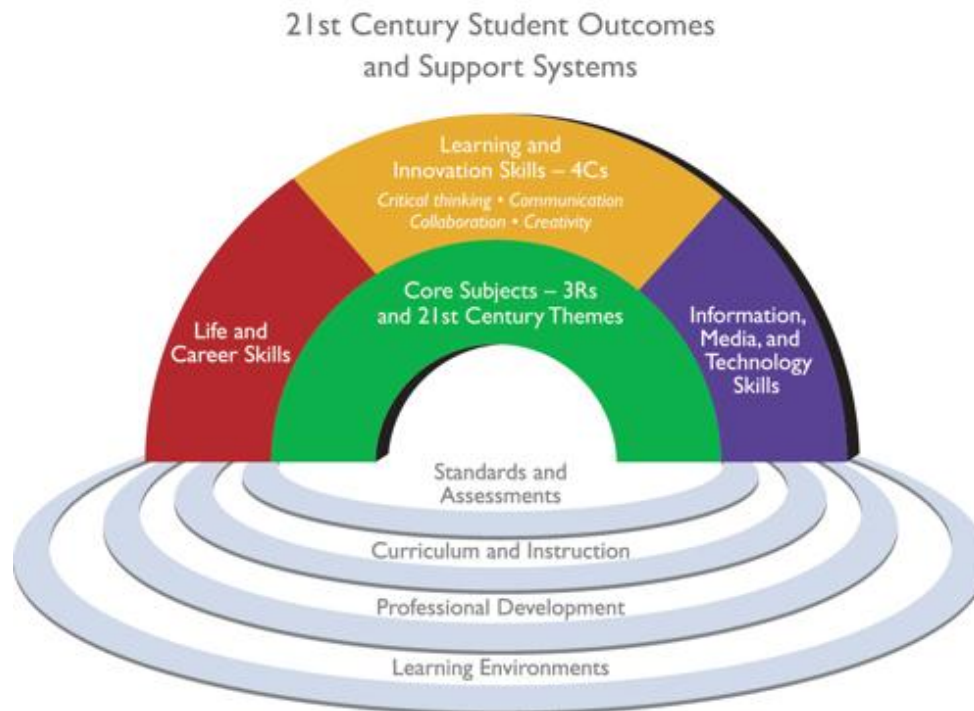 21st Century Student Outcomes
and Support Systems
Learning and
Innovation Skills – 4Cs
Critical thinking • Communication
Collaboration • Creativity
Core Subjects – 3Rs
and 21st Century Themes
Life and
Career Skills
Information,
Media, and
Technology
Skills
Standards and
Assessments
Curriculum and Instruction
Professional Development
Learning Environments